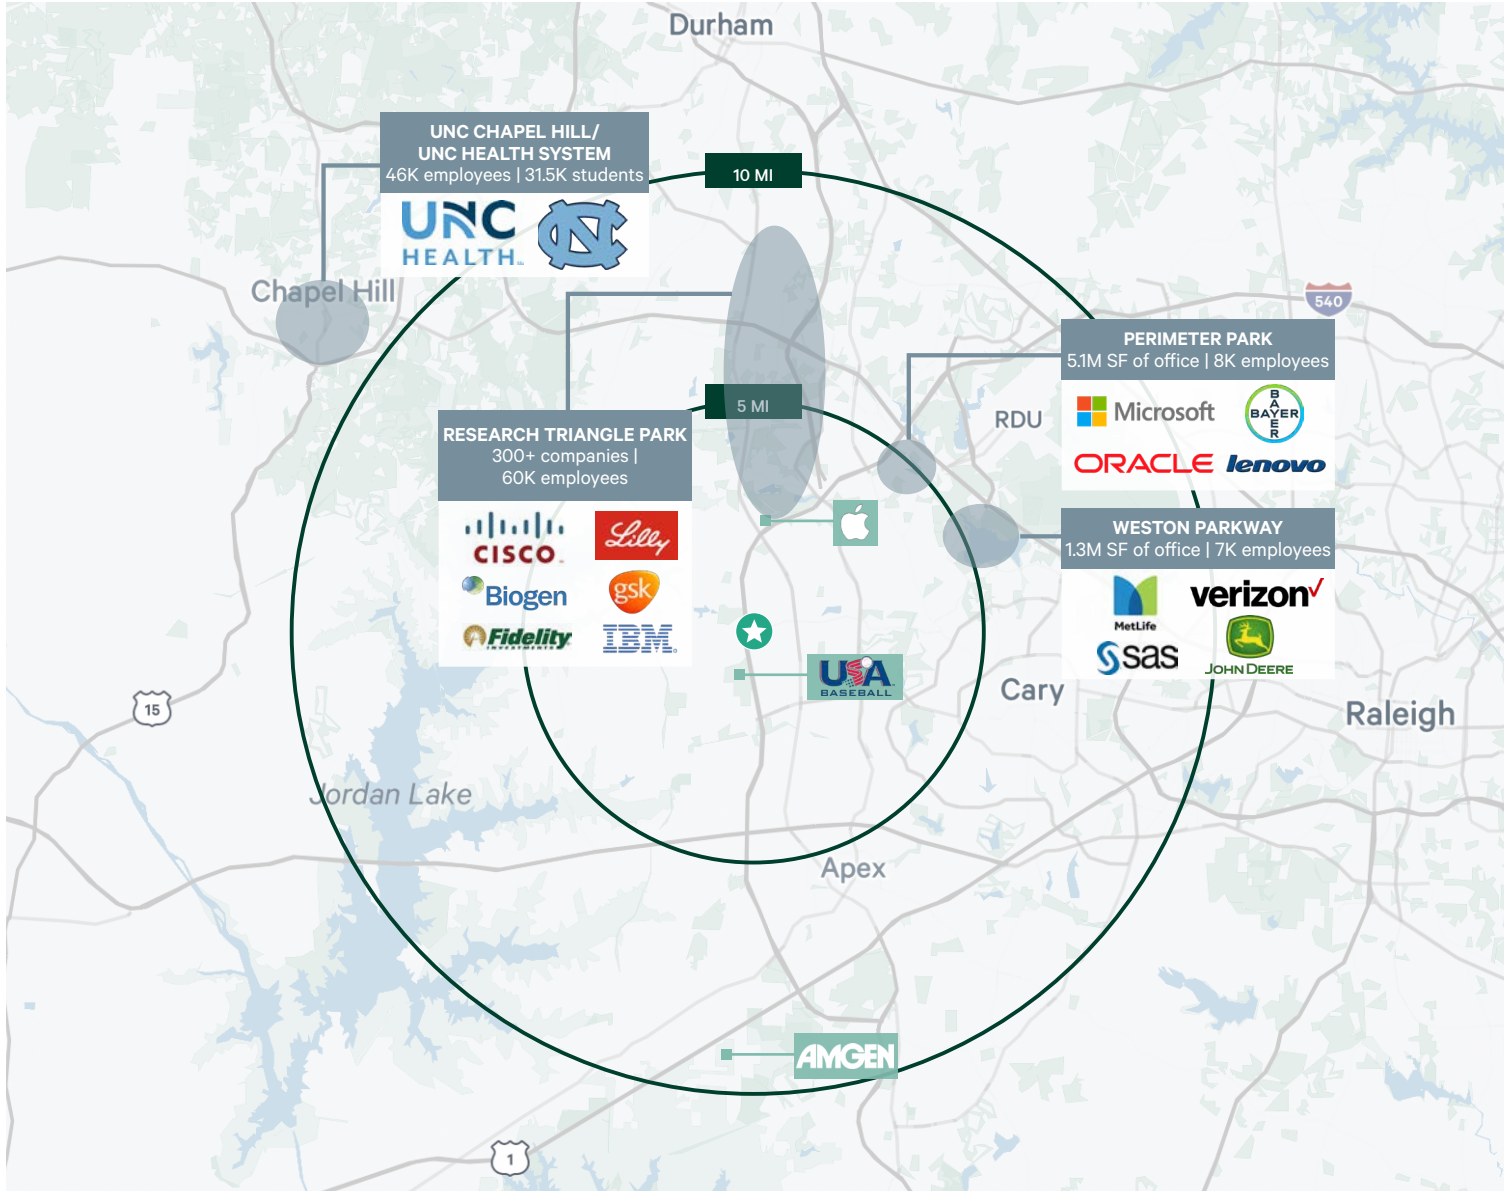 Durham
UNC CHAPEL HILL/
UNC HEALTH SYSTEM
46K employees | 31.5K students
UNC
HEALTH
NC
10 MI
Chapel Hill
540
PERIMETER PARK
5.1M SF of office | 8K employees
Microsoft
BAYER
BAYER
ORACLE
lenovo
5 MI
RDU
RESEARCH TRIANGLE PARK
300+ companies |
60K employees
CISCO
Lilly
Biogen
gsk
Fidelity
INVESTMENTS
IBM
WESTON PARKWAY
1.3M SF of office | 7K employees
MetLife
verizon
sas
JOHN DEERE
USA
BASEBALL
Cary
15
Raleigh
Jordan Lake
Apex
AMGEN
1